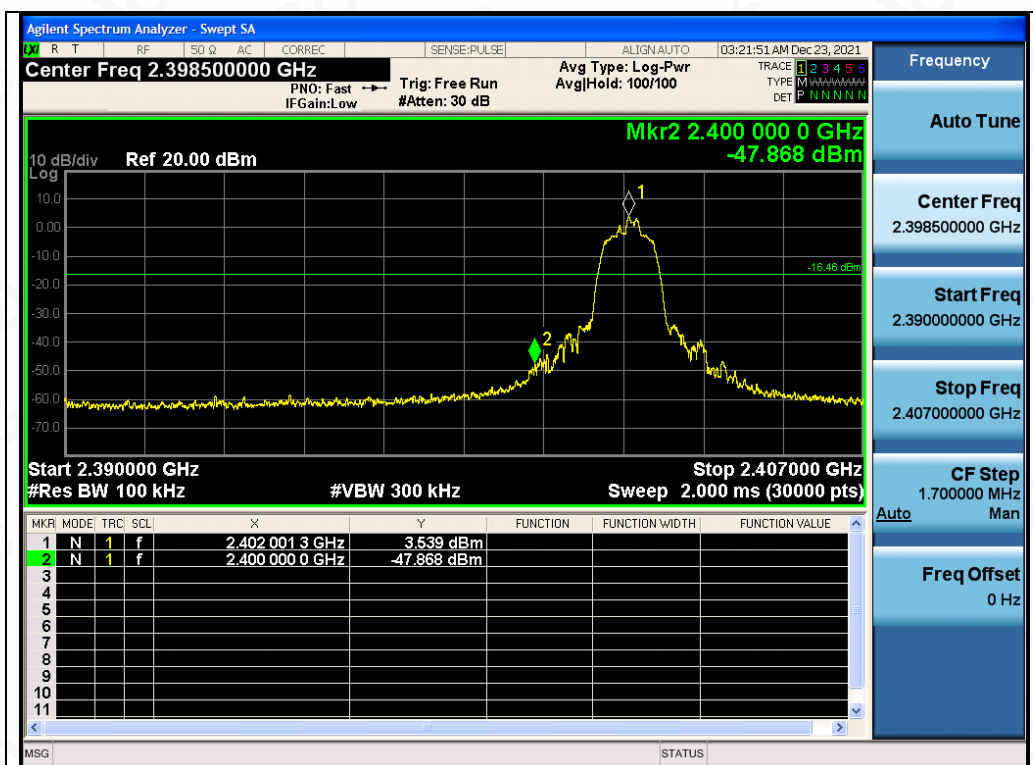 Agilent Spectrum Analyzer - Swept SA
LXI R T RF 50 Ω AC CORREC SENSE:PULSE ALIGN AUTO 03:21:51 AM Dec 23, 2021
Center Freq 2.398500000 GHz
PNO: Fast
IFGain:Low
Trig: Free Run
#Atten: 30 dB
Avg Type: Log-Pwr
Avg|Hold: 100/100
TRACE 1 2 3 4 5 6
TYPE M WWWWW
DET P N N N N N
Mkr2 2.400 000 0 GHz
-47.868 dBm
10 dB/div Ref 20.00 dBm
Log
10.0
0.00
-10.0
-20.0
-30.0
-40.0
-50.0
-60.0
-70.0
1
-16.46 dBm
2
Start 2.390000 GHz Stop 2.407000 GHz
#Res BW 100 kHz #VBW 300 kHz Sweep 2.000 ms (30000 pts)
MKR MODE TRC SCL X Y FUNCTION FUNCTION WIDTH FUNCTION VALUE
1 N 1 f 2.402 001 3 GHz 3.539 dBm
2 N 1 f 2.400 000 0 GHz -47.868 dBm
3
4
5
6
7
8
9
10
11
MSG STATUS
Frequency
Auto Tune
Center Freq
2.398500000 GHz
Start Freq
2.390000000 GHz
Stop Freq
2.407000000 GHz
CF Step
1.700000 MHz
Auto Man
Freq Offset
0 Hz